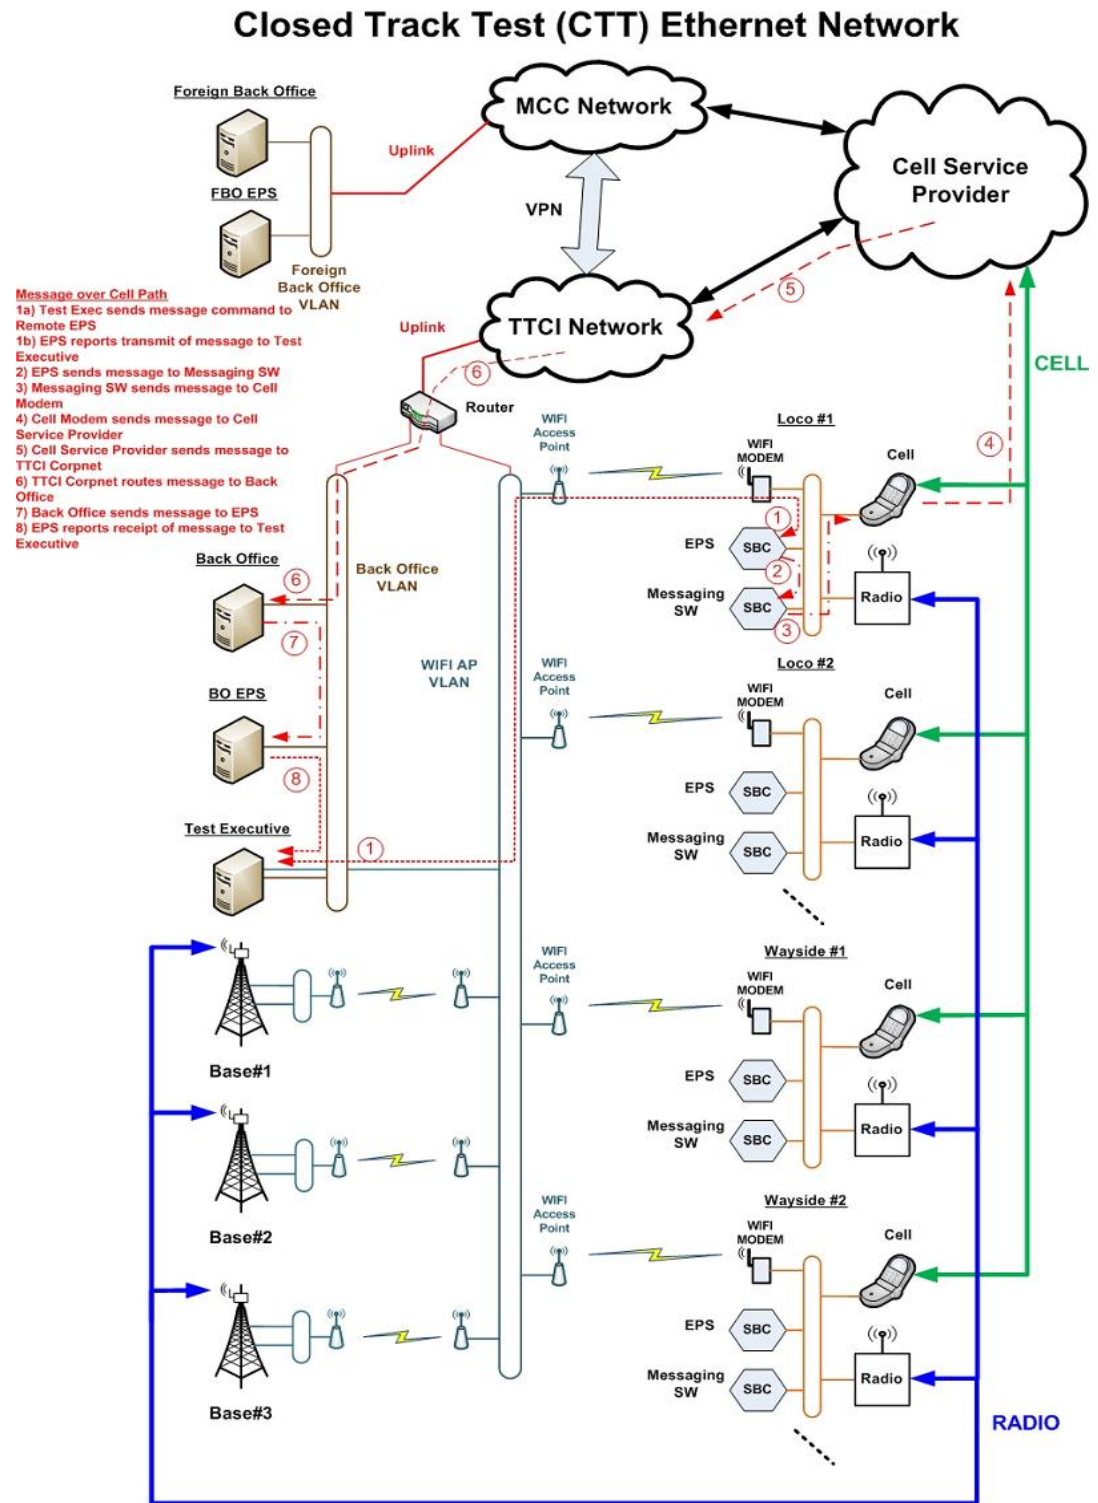 Closed Track Test (CTT) Ethernet Network
Foreign Back Office
FBO EPS
Foreign
Back Office
VLAN
Uplink
MCC Network
VPN
Cell Service
Provider
5
TTCI Network
Uplink
6
Router
CELL
Message over Cell Path
1a) Test Exec sends message command to
Remote EPS
1b) EPS reports transmit of message to Test
Executive
2) EPS sends message to Messaging SW
3) Messaging SW sends message to Cell
Modem
4) Cell Modem sends message to Cell
Service Provider
5) Cell Service Provider sends message to
TTCI Corpnet
6) TTCI Corpnet routes message to Back
Office
7) Back Office sends message to EPS
8) EPS reports receipt of message to Test
Executive
Back Office
6
7
Back Office
VLAN
BO EPS
8
Test Executive
1
WIFI AP
VLAN
WIFI
Access
Point
Loco #1
WIFI
MODEM
Cell
4
1
EPS
SBC
2
Messaging
SW
SBC
3
Radio
WIFI
Access
Point
Loco #2
WIFI
MODEM
Cell
EPS
SBC
Messaging
SW
SBC
Radio
WIFI
Access
Point
Wayside #1
WIFI
MODEM
Cell
EPS
SBC
Messaging
SW
SBC
Radio
WIFI
Access
Point
Wayside #2
WIFI
MODEM
Cell
EPS
SBC
Messaging
SW
SBC
Radio
Base#1
Base#2
Base#3
RADIO